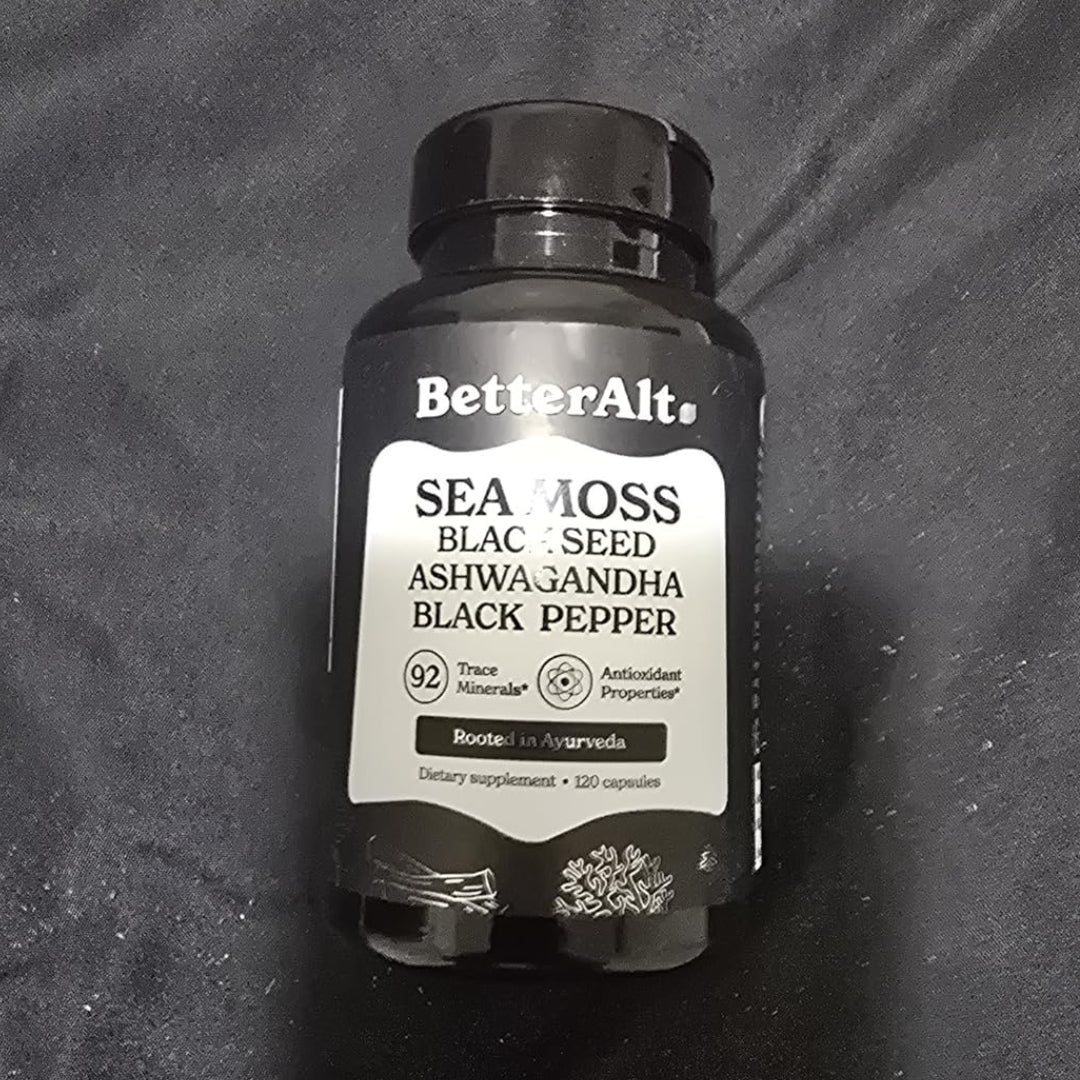 BetterAlt.
SEA MOSS
BLACK SEED
ASHWAGANDHA
BLACK PEPPER
92 Trace Minerals*
Antioxidant Properties*
Rooted in Ayurveda
Dietary supplement • 120 capsules